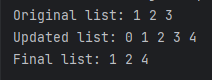 Original list: 1 2 3
Updated list: 0 1 2 3 4
Final list: 1 2 4